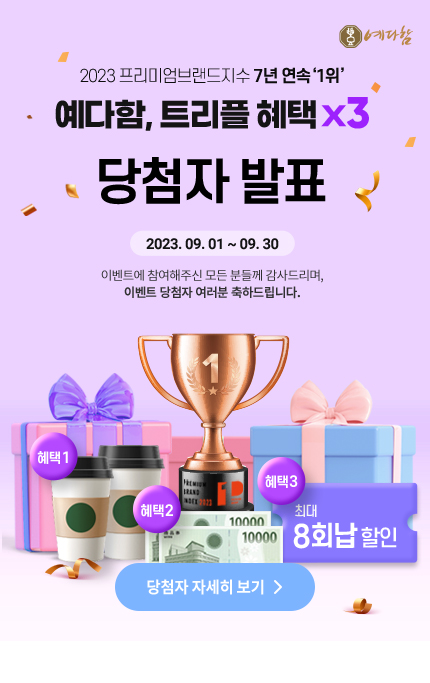 예다함
2023 프리미엄브랜드지수 7년 연속 ‘1위’
예다함, 트리플 혜택 x3
당첨자 발표
2023. 09. 01 ~ 09. 30
이벤트에 참여해주신 모든 분들께 감사드리며,
이벤트 당첨자 여러분 축하드립니다.
1
혜택1
PREMIUM
BRAND
INDEX 2023
혜택2
혜택3
10000
10000
최대
8회납 할인
당첨자 자세히 보기 >